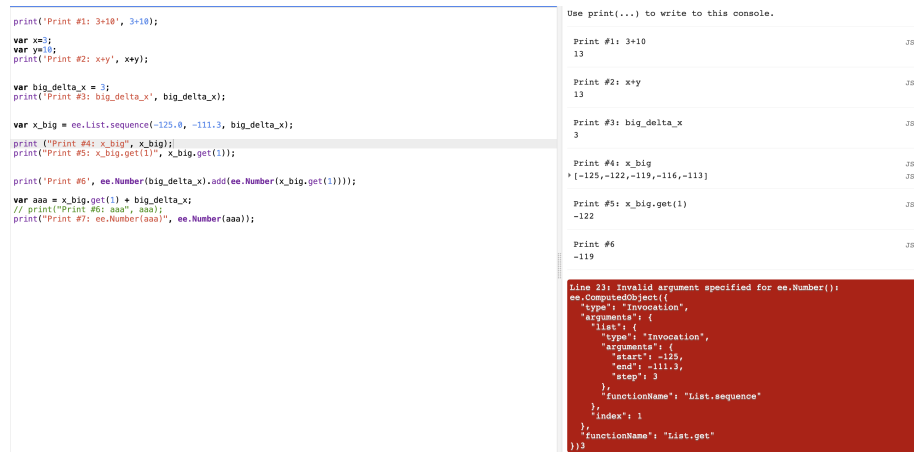 print('Print #1: 3+10', 3+10);
var x=3;
var y=10;
print('Print #2: x+y', x+y);
var big_delta_x = 3;
print('Print #3: big_delta_x', big_delta_x);
var x_big = ee.List.sequence(-125.0, -111.3, big_delta_x);
print ("Print #4: x_big", x_big);
print("Print #5: x_big.get(1)", x_big.get(1));
print('Print #6', ee.Number(big_delta_x).add(ee.Number(x_big.get(1))));
var aaa = x_big.get(1) + big_delta_x;
// print("Print #6: aaa", aaa);
print("Print #7: ee.Number(aaa)", ee.Number(aaa));
Use print(...) to write to this console.
Print #1: 3+10 JS
13
Print #2: x+y JS
13
Print #3: big_delta_x JS
3
Print #4: x_big JS
[-125,-122,-119,-116,-113] JS
Print #5: x_big.get(1) JS
-122
Print #6 JS
-119
Line 23: Invalid argument specified for ee.Number():
ee.ComputedObject({
"type": "Invocation",
"arguments": {
"list": {
"type": "Invocation",
"arguments": {
"start": -125,
"end": -111.3,
"step": 3
},
"functionName": "List.sequence"
},
"index": 1
},
"functionName": "List.get"
})3